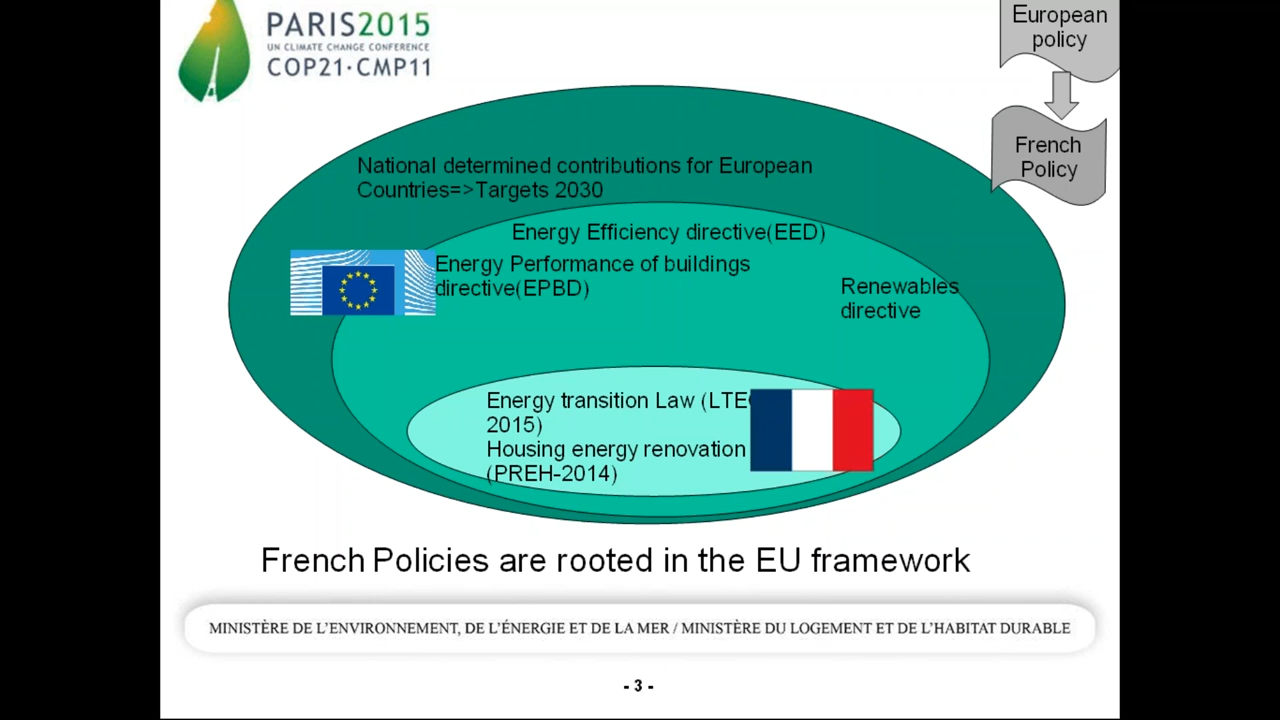 PARIS2015
UN CLIMATE CHANGE CONFERENCE
COP21·CMP11
European
policy
French
Policy
National determined contributions for European
Countries=>Targets 2030
Energy Efficiency directive(EED)
Energy Performance of buildings
directive(EPBD)
Renewables
directive
Energy transition Law (LTE
2015)
Housing energy renovation
(PREH-2014)
French Policies are rooted in the EU framework
MINISTÈRE DE L'ENVIRONNEMENT, DE L'ÉNERGIE ET DE LA MER / MINISTÈRE DU LOGEMENT ET DE L'HABITAT DURABLE
- 3 -